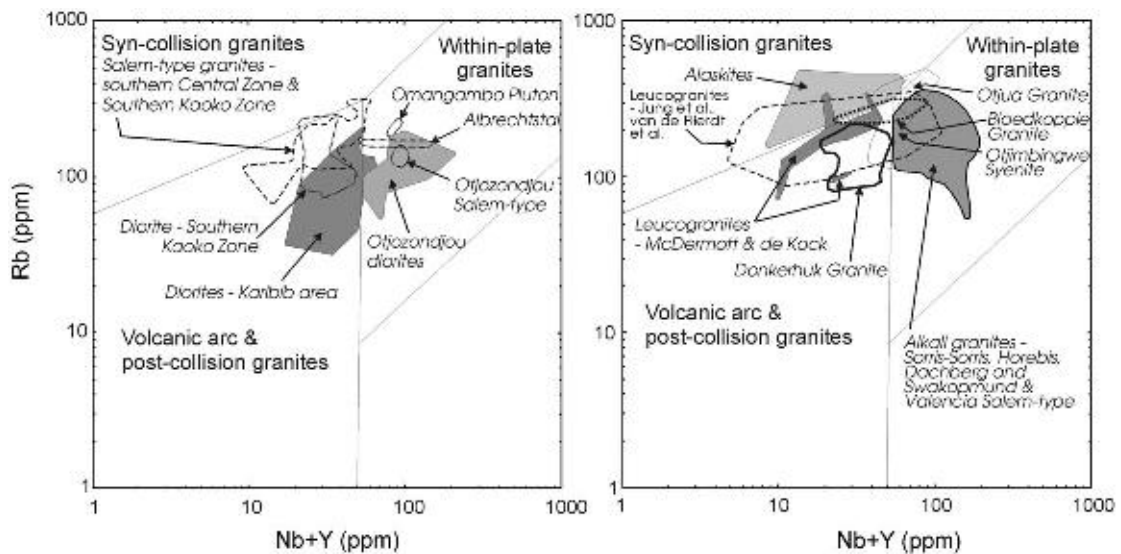 1000
Syn-collision granites
Salem-type granites -
southern Central Zone &
Southern Kaoko Zone
Within-plate
granites
Omangambo Pluton
Albrechtstal
Otjozondjou
Salem-type
Otjozondjou
diorites
Diorite - Southern
Kaoko Zone
Diorites - Karibib area
Volcanic arc &
post-collision granites
100
10
1
Rb (ppm)
1 10 100 1000
Nb+Y (ppm)
1000
Syn-collision granites
Alaskites
Leucogranites
- Jung et al.
van de Flierdt
et al.
Within-plate
granites
Otjua Granite
Bloedkoppie
Granite
Otjimbingwe
Syenite
Leucogranites
- McDermott & de Kock
Donkerhuk Granite
Volcanic arc &
post-collision granites
Alkali granites -
Sorris-Sorris, Horebis,
Dachberg and
Swakopmund &
Valencia Salem-type
100
10
1
1 10 100 1000
Nb+Y (ppm)